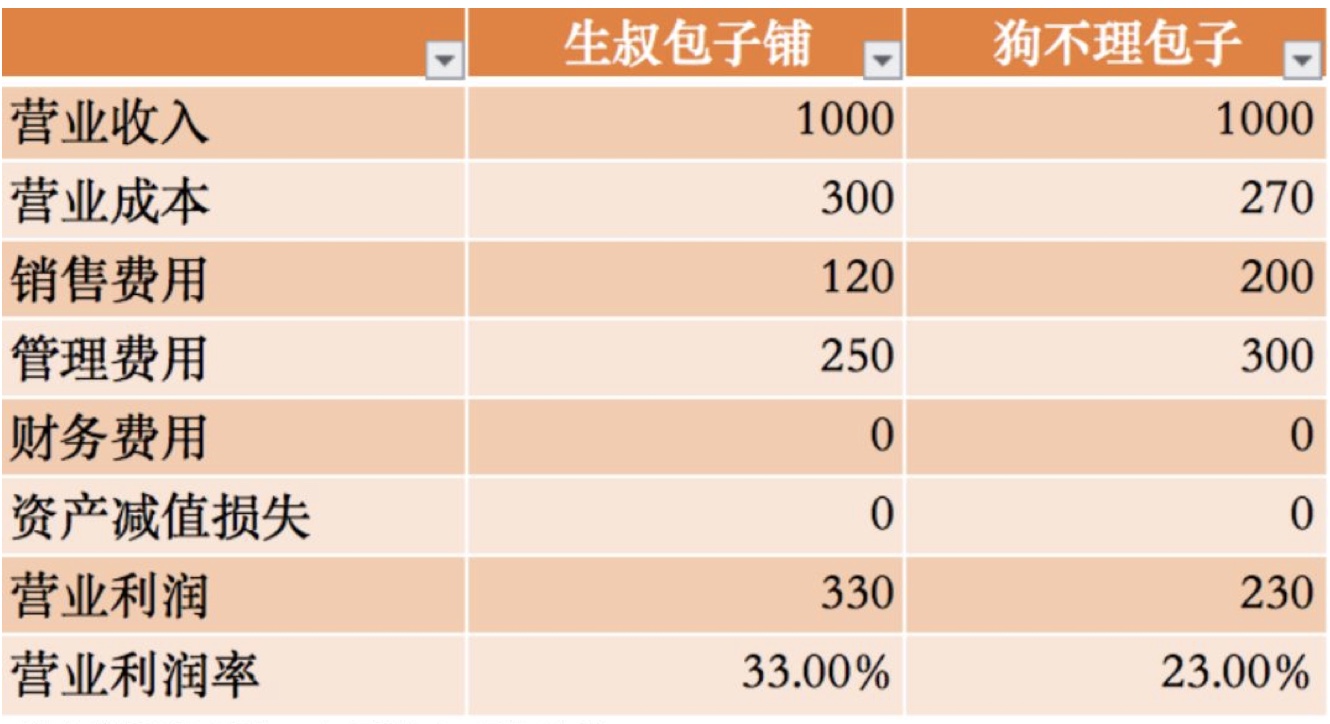 生叔包子铺 狗不理包子
营业收入 1000 1000
营业成本 300 270
销售费用 120 200
管理费用 250 300
财务费用 0 0
资产减值损失 0 0
营业利润 330 230
营业利润率 33.00% 23.00%